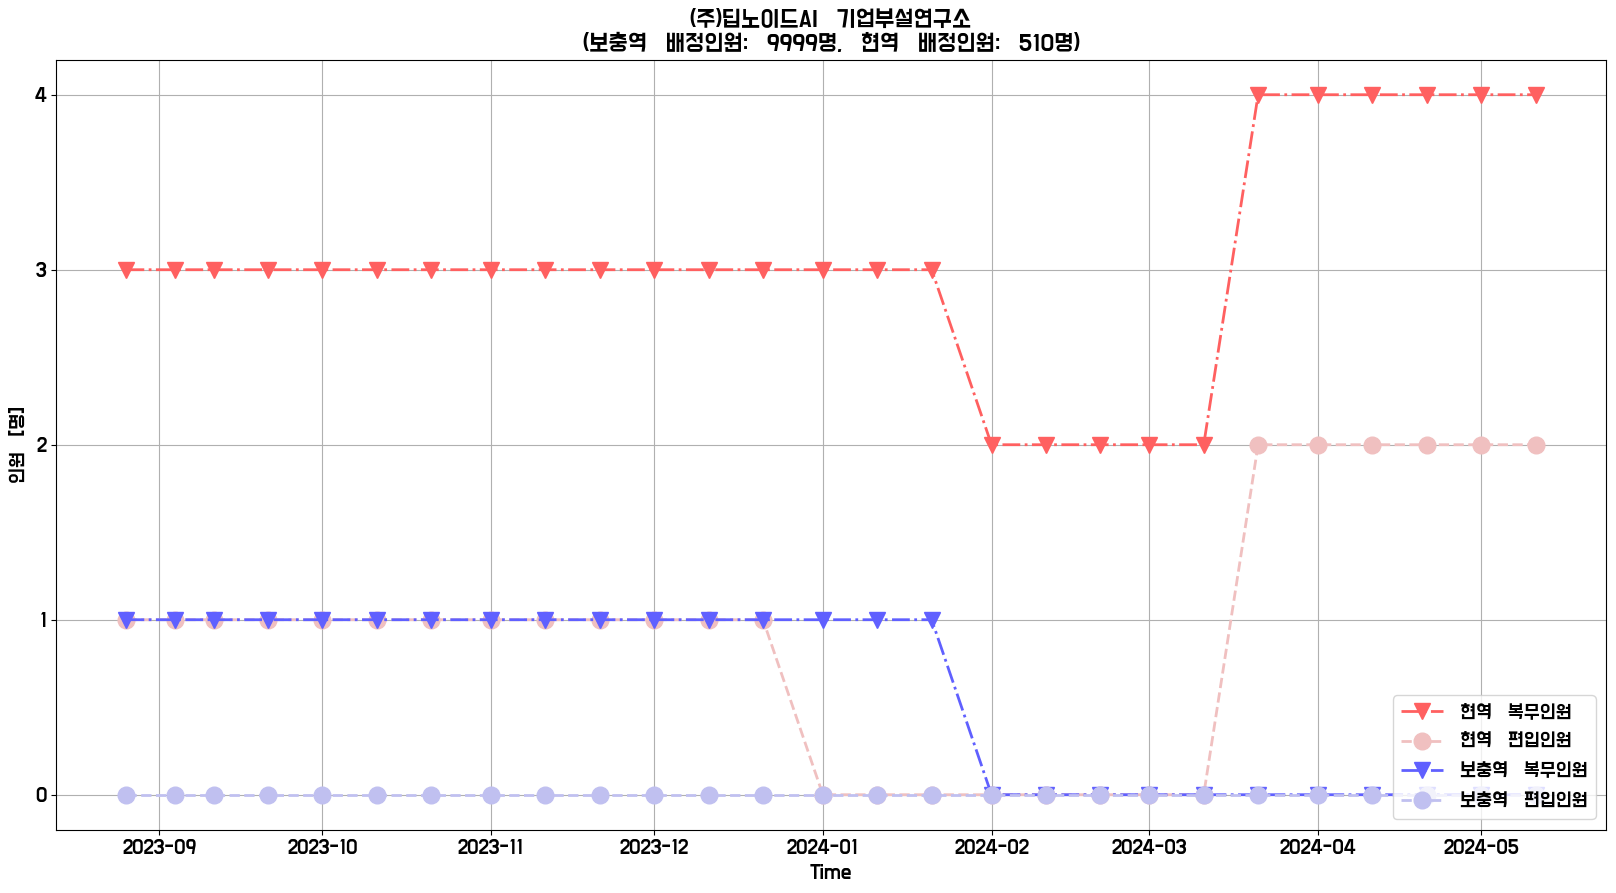 (주)딥노이드AI 기업부설연구소
(보충역 배정인원: 9999명, 현역 배정인원: 510명)
인원 [명]
4
3
2
1
0
현역 복무인원
현역 편입인원
보충역 복무인원
보충역 편입인원
2023-09 2023-10 2023-11 2023-12 2024-01 2024-02 2024-03 2024-04 2024-05
Time